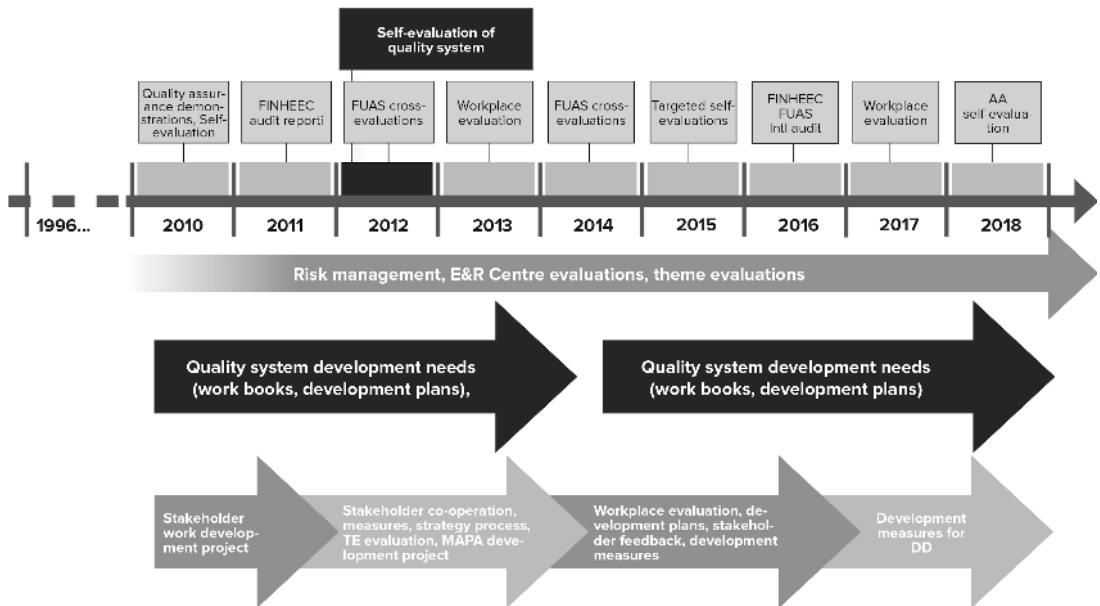 Self-evaluation of
quality system
Quality assur-
ance demon-
strations, Self-
evaluation
FINHEEC
audit reporti
FUAS cross-
evaluations
Workplace
evaluation
FUAS cross-
evaluations
Targeted self-
evaluations
FINHEEC
FUAS
Intl audit
Workplace
evaluation
AA
self-evalua-
tion
1996...
2010
2011
2012
2013
2014
2015
2016
2017
2018
Risk management, E&R Centre evaluations, theme evaluations
Quality system development needs
(work books, development plans),
Quality system development needs
(work books, development plans)
Stakeholder
work develop-
ment project
Stakeholder co-operation,
measures, strategy process,
TE evaluation, MAPA deve-
lopment project
Workplace evaluation, de-
velopment plans, stakehol-
der feedback, development
measures
Development
measures for
DD